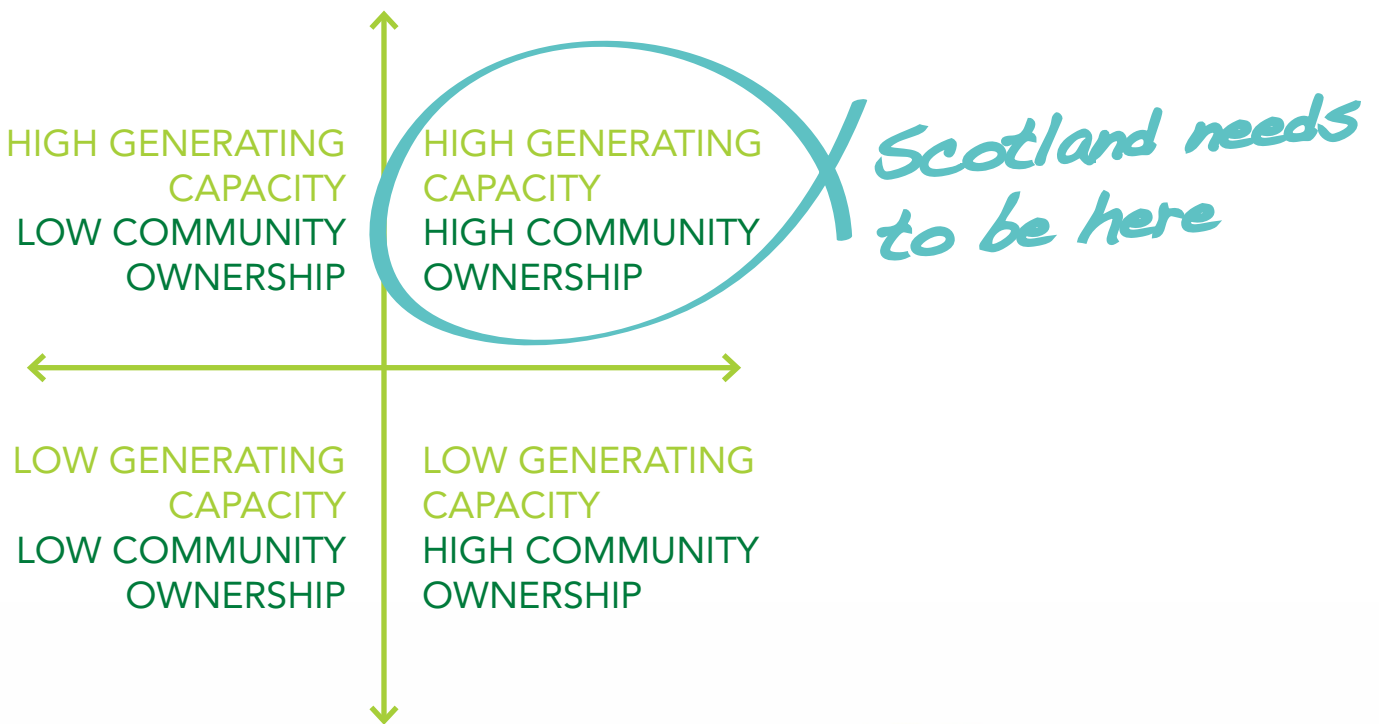 HIGH GENERATING
CAPACITY
LOW COMMUNITY
OWNERSHIP
HIGH GENERATING
CAPACITY
HIGH COMMUNITY
OWNERSHIP
Scotland needs
to be here
LOW GENERATING
CAPACITY
LOW COMMUNITY
OWNERSHIP
LOW GENERATING
CAPACITY
HIGH COMMUNITY
OWNERSHIP